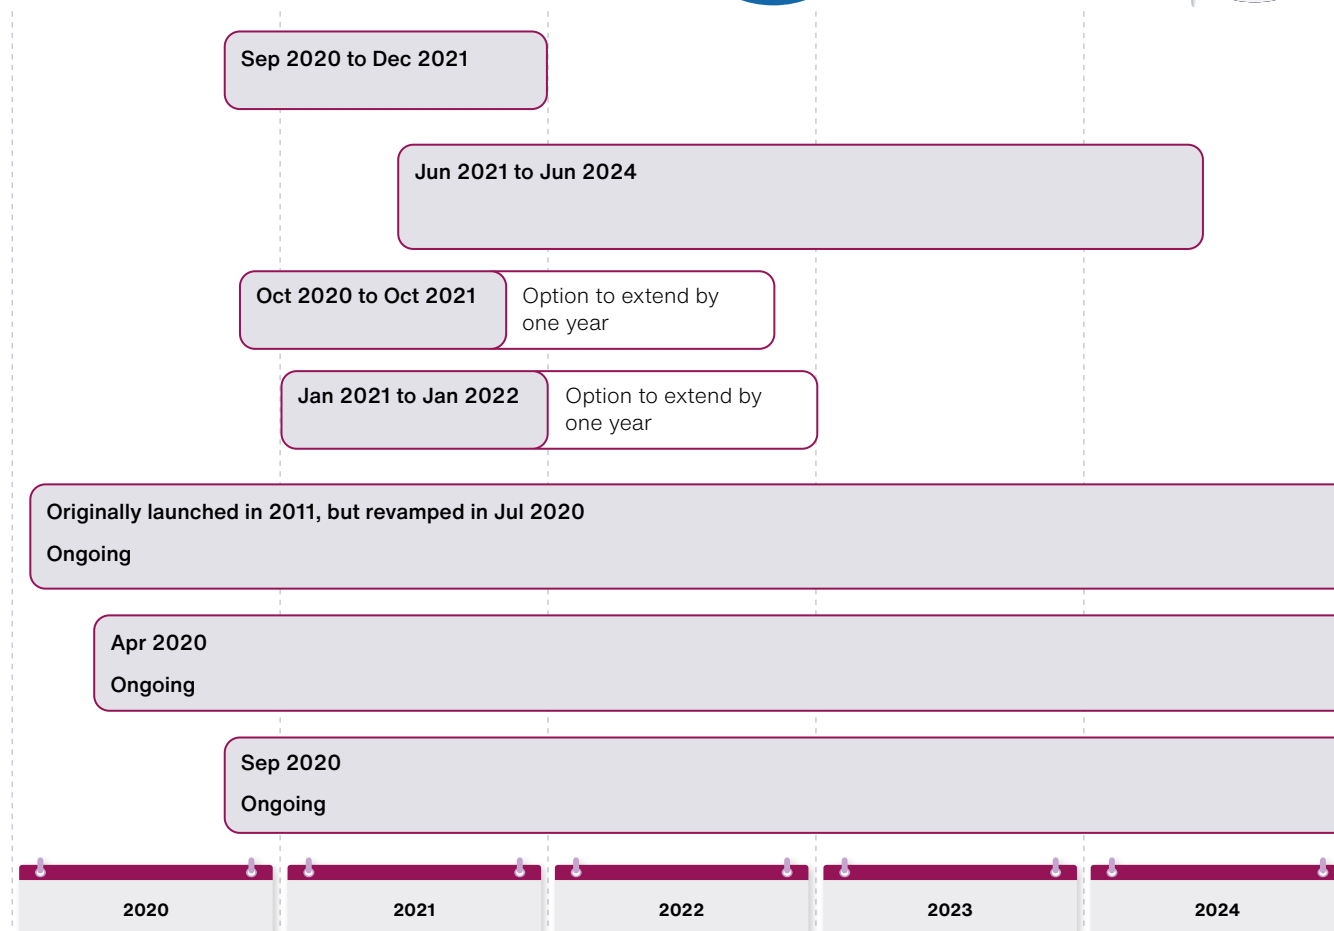 Sep 2020 to Dec 2021
Jun 2021 to Jun 2024
Oct 2020 to Oct 2021
Option to extend by
one year
Jan 2021 to Jan 2022
Option to extend by
one year
Originally launched in 2011, but revamped in Jul 2020
Ongoing
Apr 2020
Ongoing
Sep 2020
Ongoing
2020
2021
2022
2023
2024